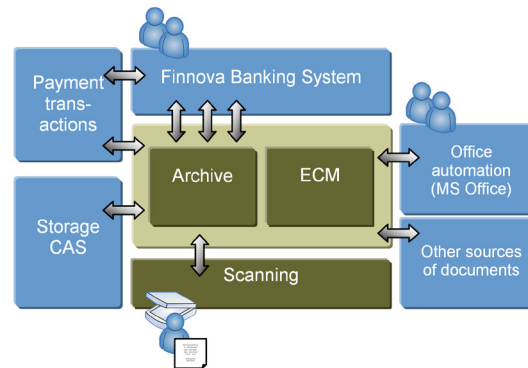 Payment
trans-
actions
Finnova Banking System
Archive
ECM
Office
automation
(MS Office)
Storage
CAS
Other sources
of documents
Scanning